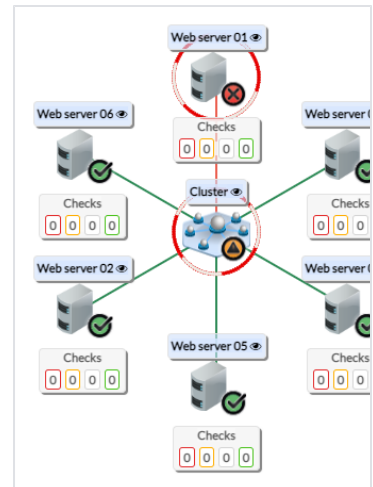 Web server 01
Checks
0 0 0 0
Web server 06
Checks
0 0 0 0
Web server
Checks
0 0 0
Cluster
Web server 02
Checks
0 0 0 0
Web server
Checks
0 0 0
Web server 05
Checks
0 0 0 0